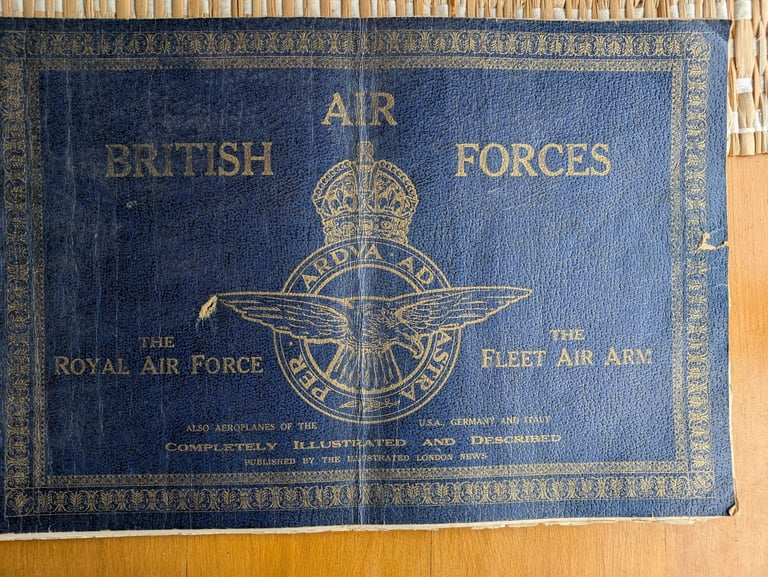 AIR
BRITISH FORCES
PER · ARDVA AD ASTRA
THE ROYAL AIR FORCE
THE FLEET AIR ARM
ALSO AEROPLANES OF THE U.S.A., GERMANY AND ITALY
COMPLETELY ILLUSTRATED AND DESCRIBED
PUBLISHED BY THE ILLUSTRATED LONDON NEWS